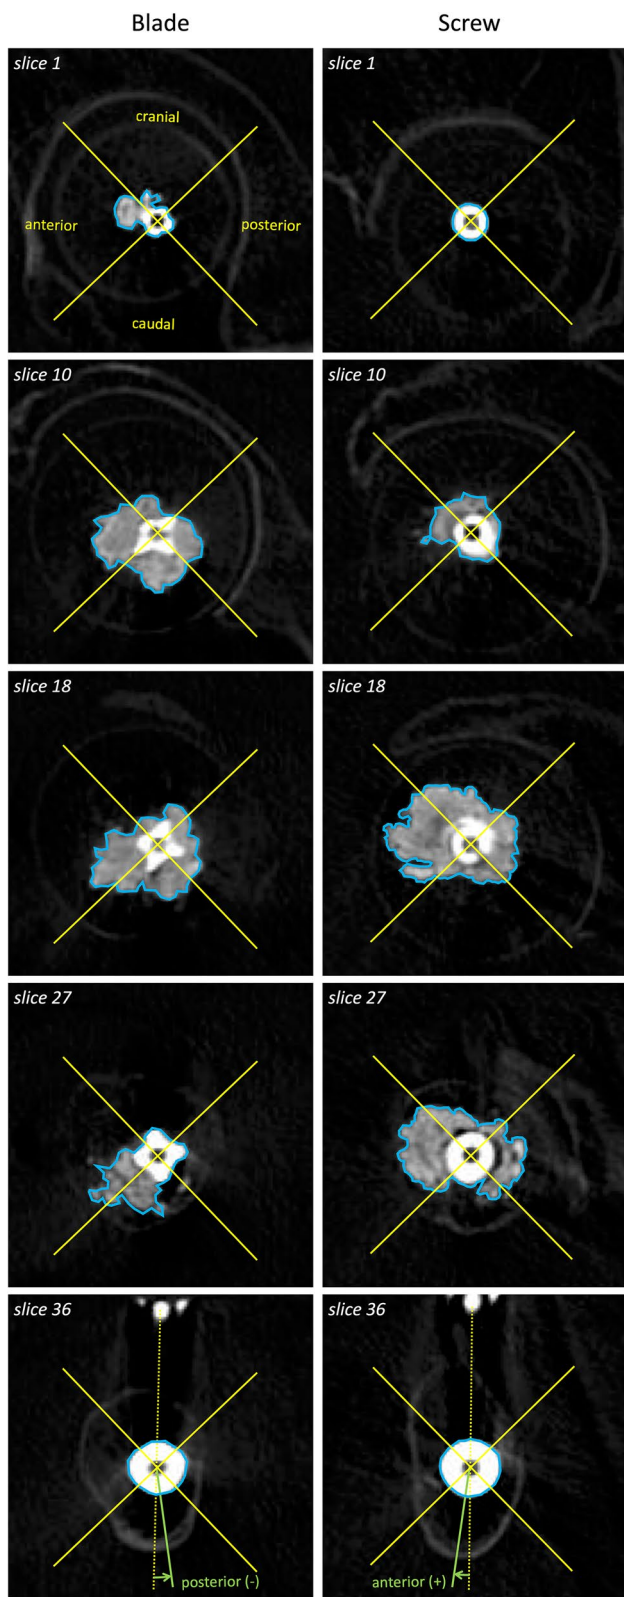 Blade
Screw
slice 1
slice 1
cranial
anterior
posterior
caudal
slice 10
slice 10
slice 18
slice 18
slice 27
slice 27
slice 36
slice 36
posterior (-)
anterior (+)